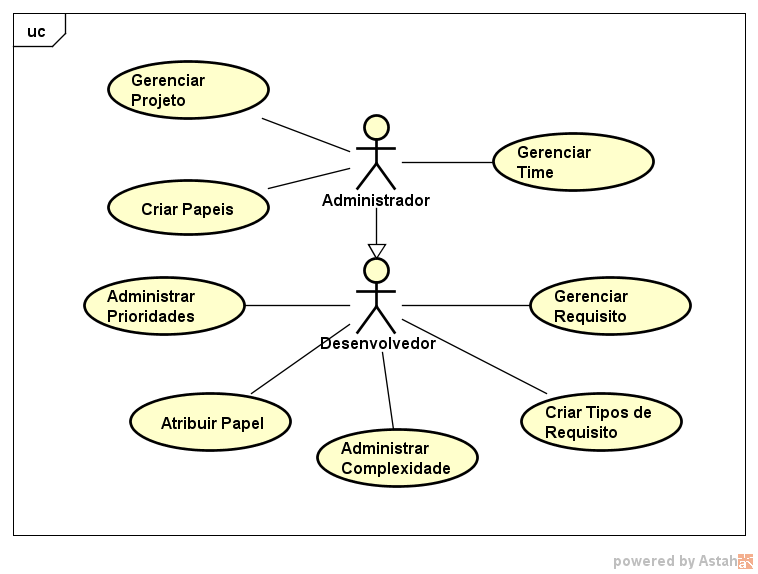 uc
Gerenciar
Projeto
Gerenciar
Time
Criar Papeis
Administrador
Administrar
Prioridades
Gerenciar
Requisito
Desenvolvedor
Atribuir Papel
Criar Tipos de
Requisito
Administrar
Complexidade
powered by Astah